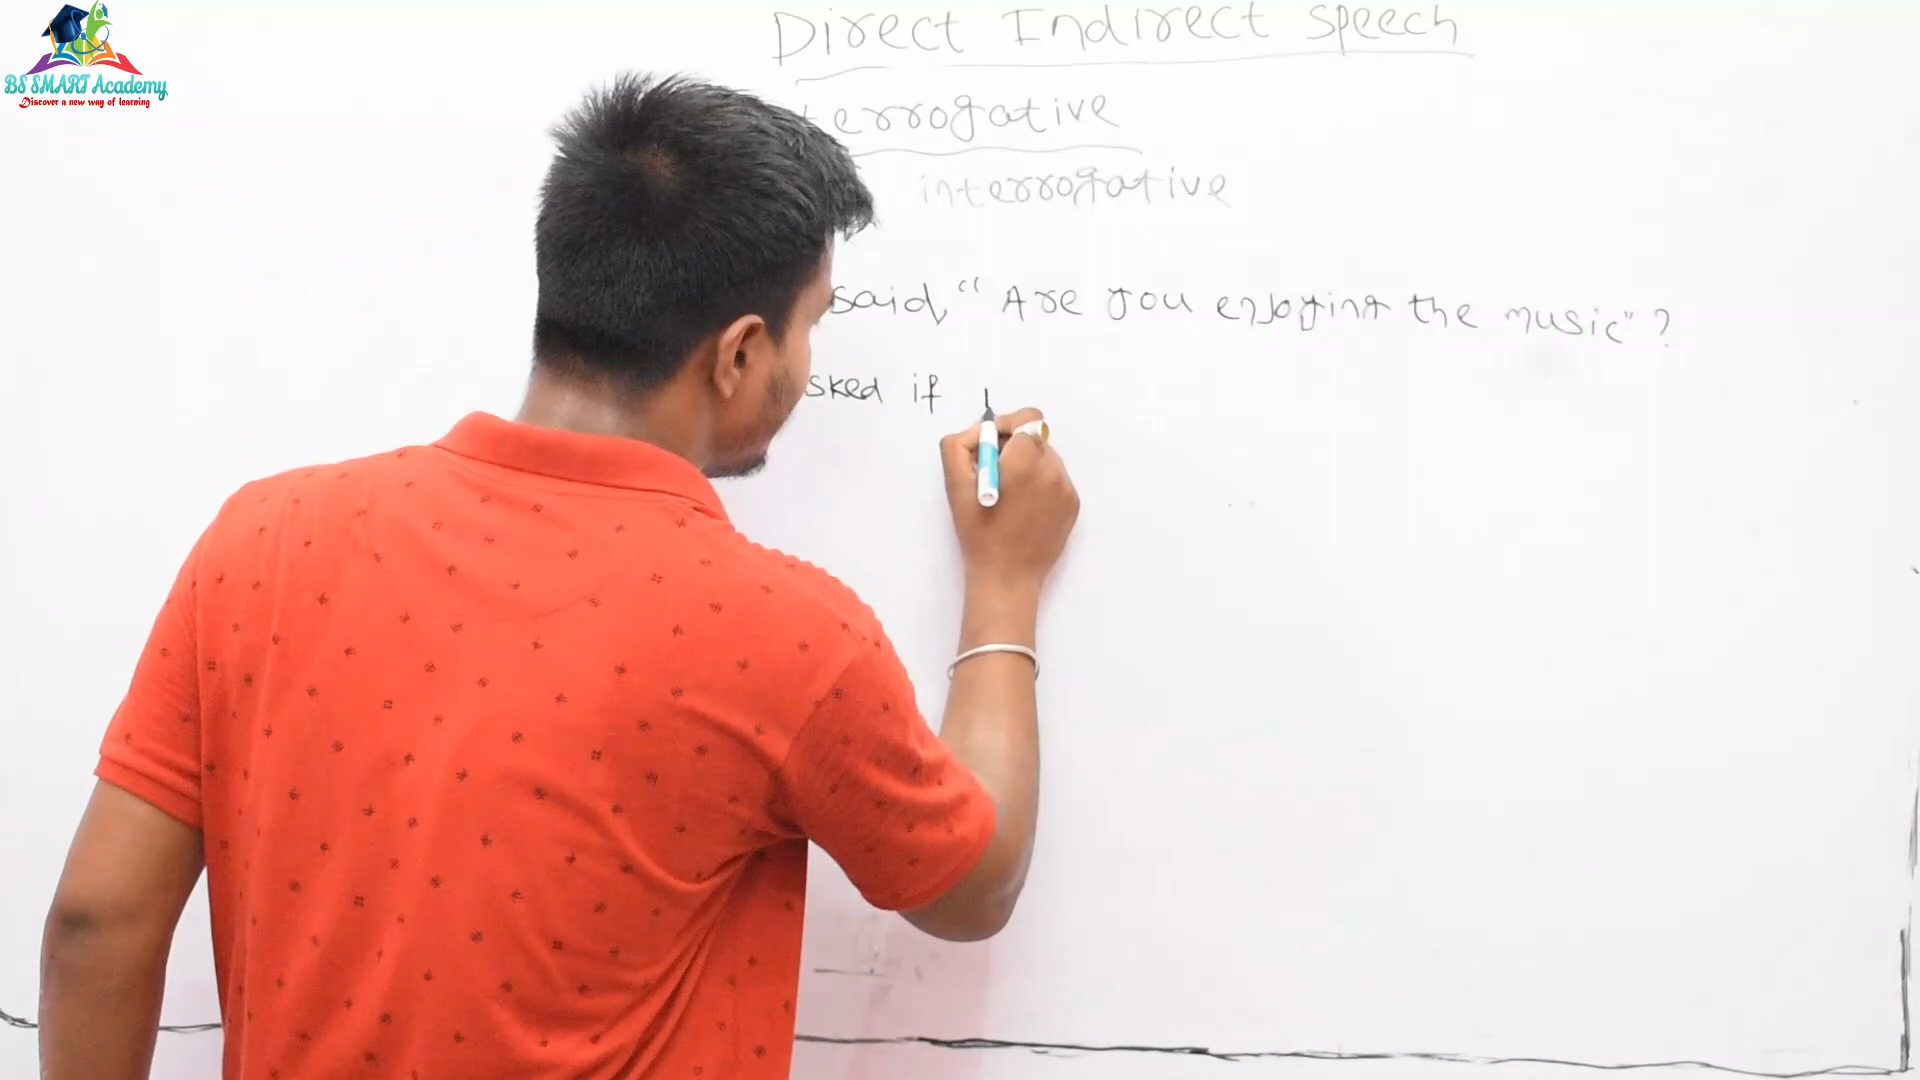 BS SMART Academy
Discover a new way of learning
Direct Indirect Speech
terrogative
interrogative
said, “Are you enjoying the music”?
sked if